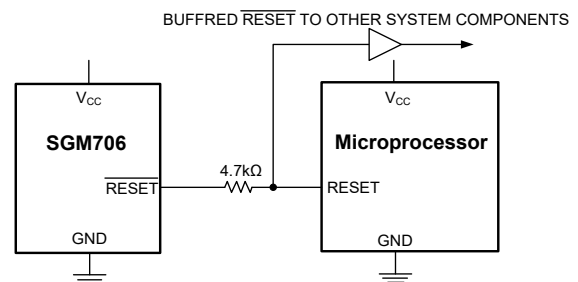 BUFFRED RESET TO OTHER SYSTEM COMPONENTS
VCC
SGM706
RESET
GND
4.7kΩ
VCC
Microprocessor
RESET
GND